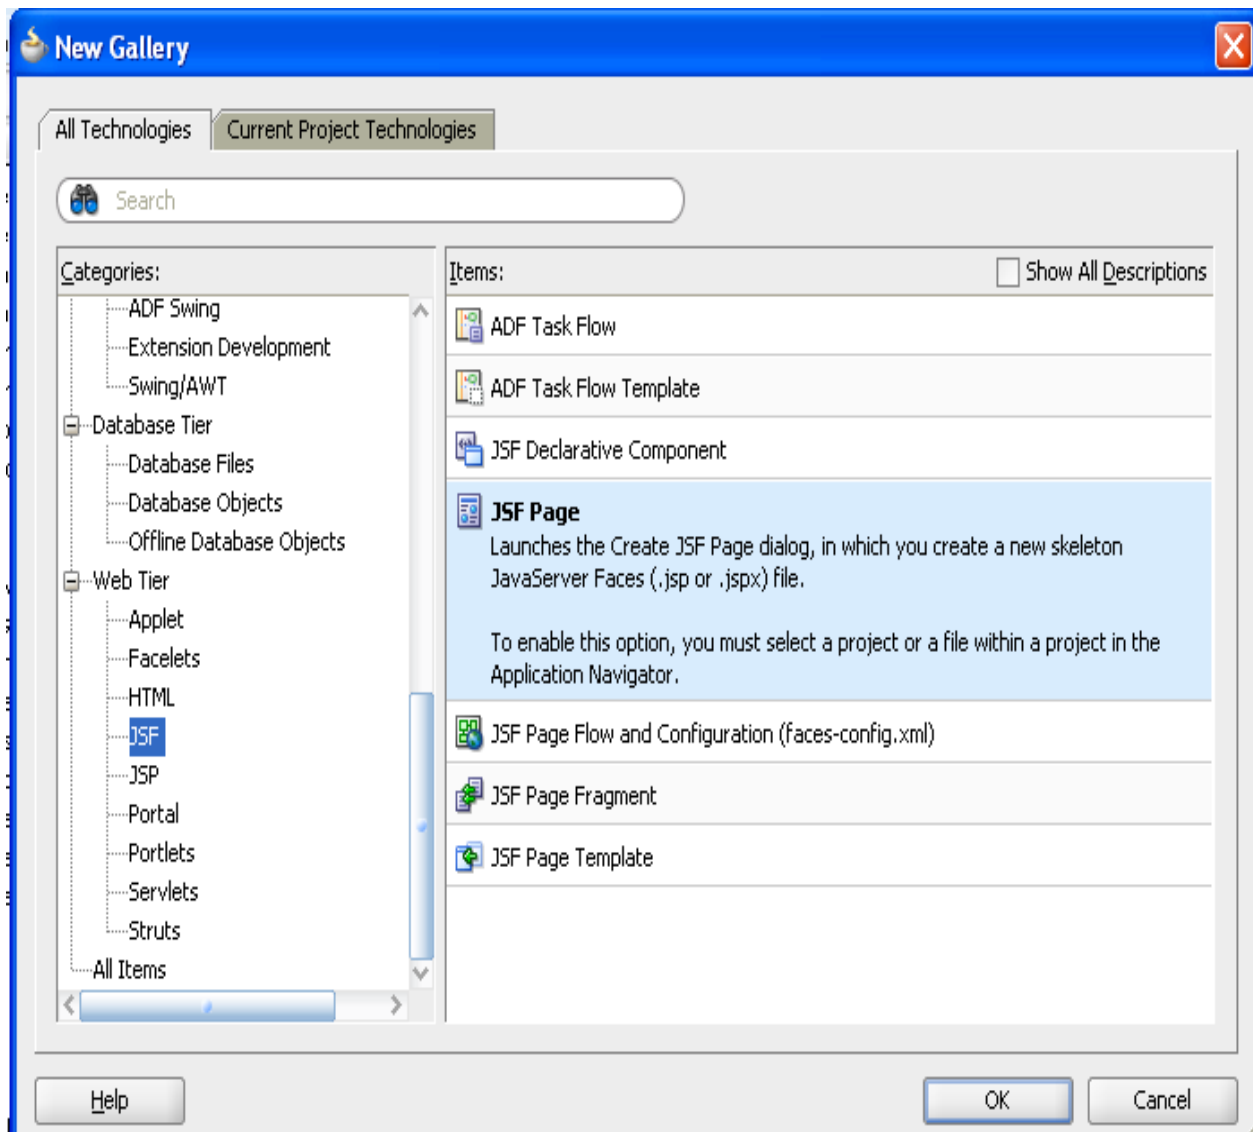 New Gallery
All Technologies
Current Project Technologies
Search
Categories:
ADF Swing
Extension Development
Swing/AWT
Database Tier
Database Files
Database Objects
Offline Database Objects
Web Tier
Applet
Facelets
HTML
JSF
JSP
Portal
Portlets
Servlets
Struts
All Items
Items:
Show All Descriptions
ADF Task Flow
ADF Task Flow Template
JSF Declarative Component
JSF Page
Launches the Create JSF Page dialog, in which you create a new skeleton
JavaServer Faces (.jsp or .jspx) file.
To enable this option, you must select a project or a file within a project in the
Application Navigator.
JSF Page Flow and Configuration (faces-config.xml)
JSF Page Fragment
JSF Page Template
Help
OK
Cancel